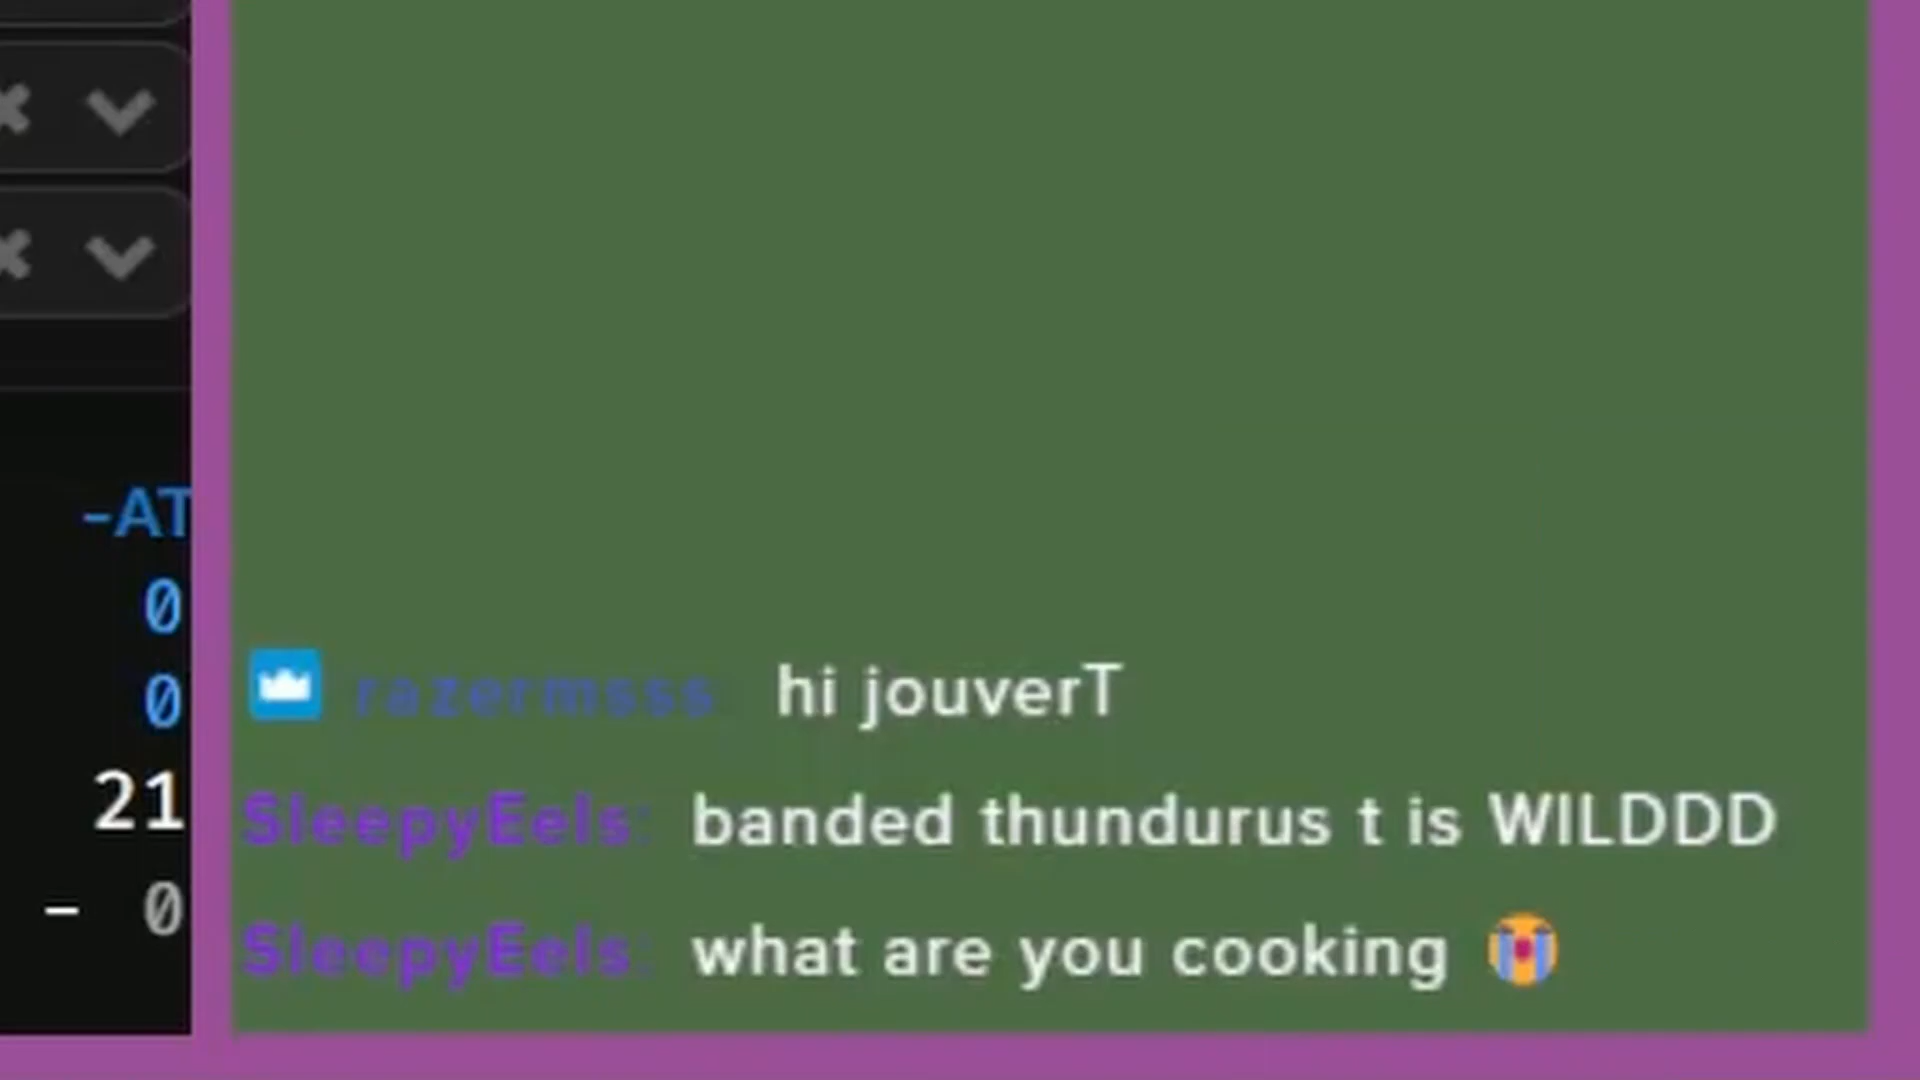 -AT
0
0
21
- 0
razermsss hi jouverT
SleepyEels: banded thundurus t is WILDDD
SleepyEels: what are you cooking 😭